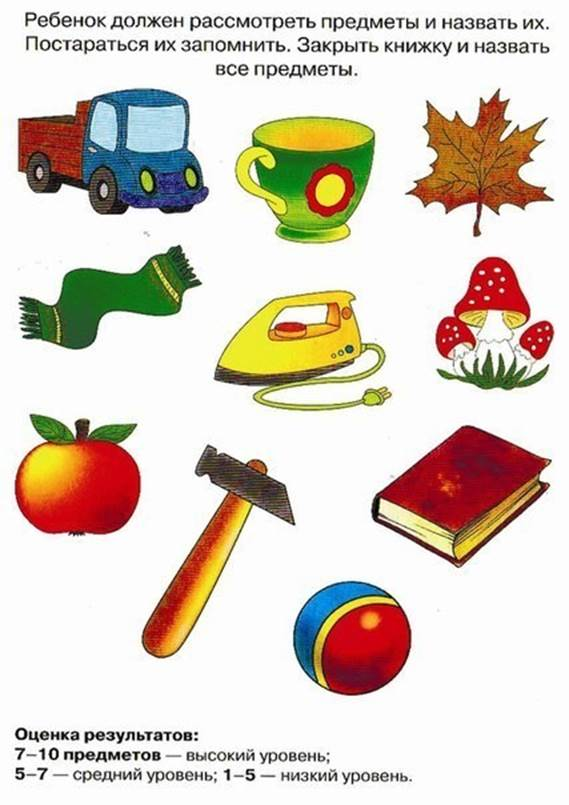 Ребенок должен рассмотреть предметы и назвать их.
Постараться их запомнить. Закрыть книжку и назвать
все предметы.
Оценка результатов:
7–10 предметов — высокий уровень;
5–7 — средний уровень; 1–5 — низкий уровень.